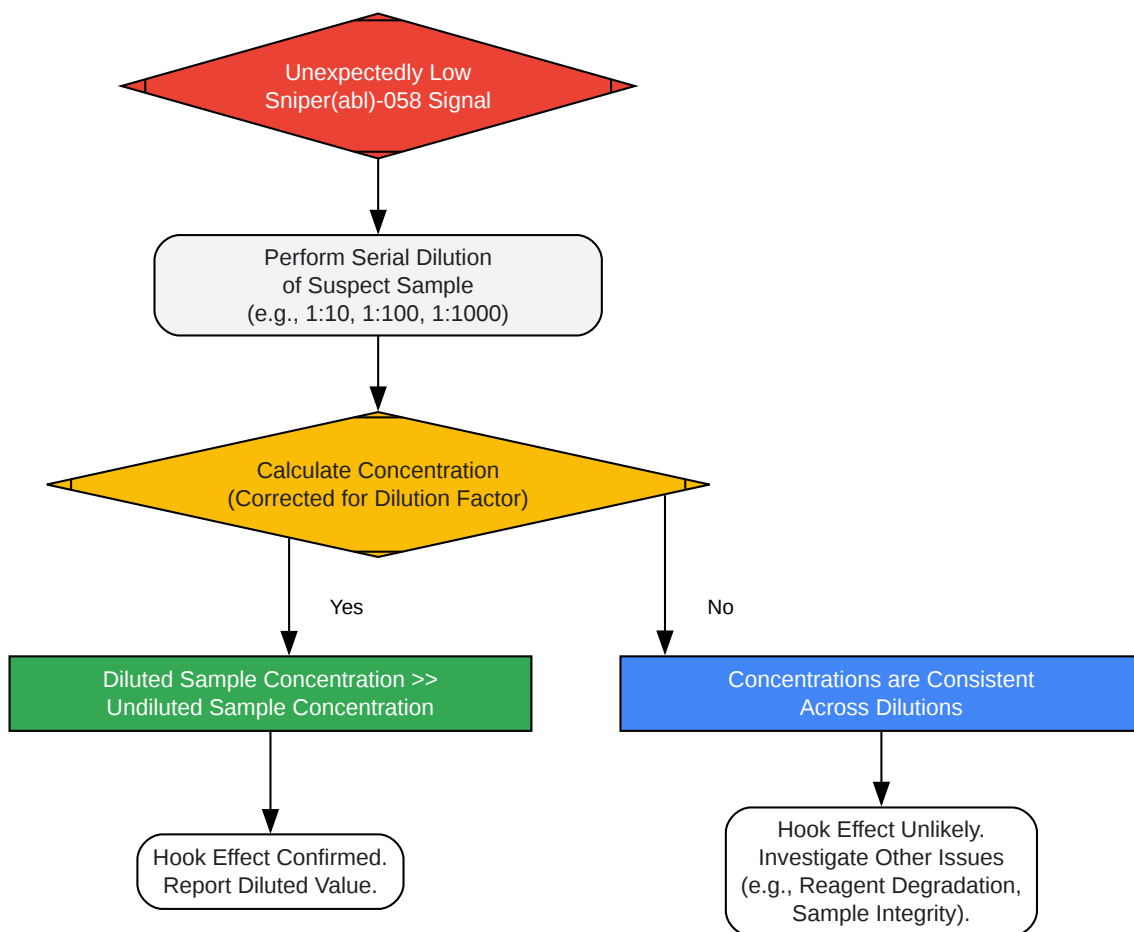 Unexpectedly Low
Sniper(abl)-058 Signal
Perform Serial Dilution
of Suspect Sample
(e.g., 1:10, 1:100, 1:1000)
Calculate Concentration
(Corrected for Dilution Factor)
Yes
No
Diluted Sample Concentration >>
Undiluted Sample Concentration
Concentrations are Consistent
Across Dilutions
Hook Effect Confirmed.
Report Diluted Value.
Hook Effect Unlikely.
Investigate Other Issues
(e.g., Reagent Degradation,
Sample Integrity).